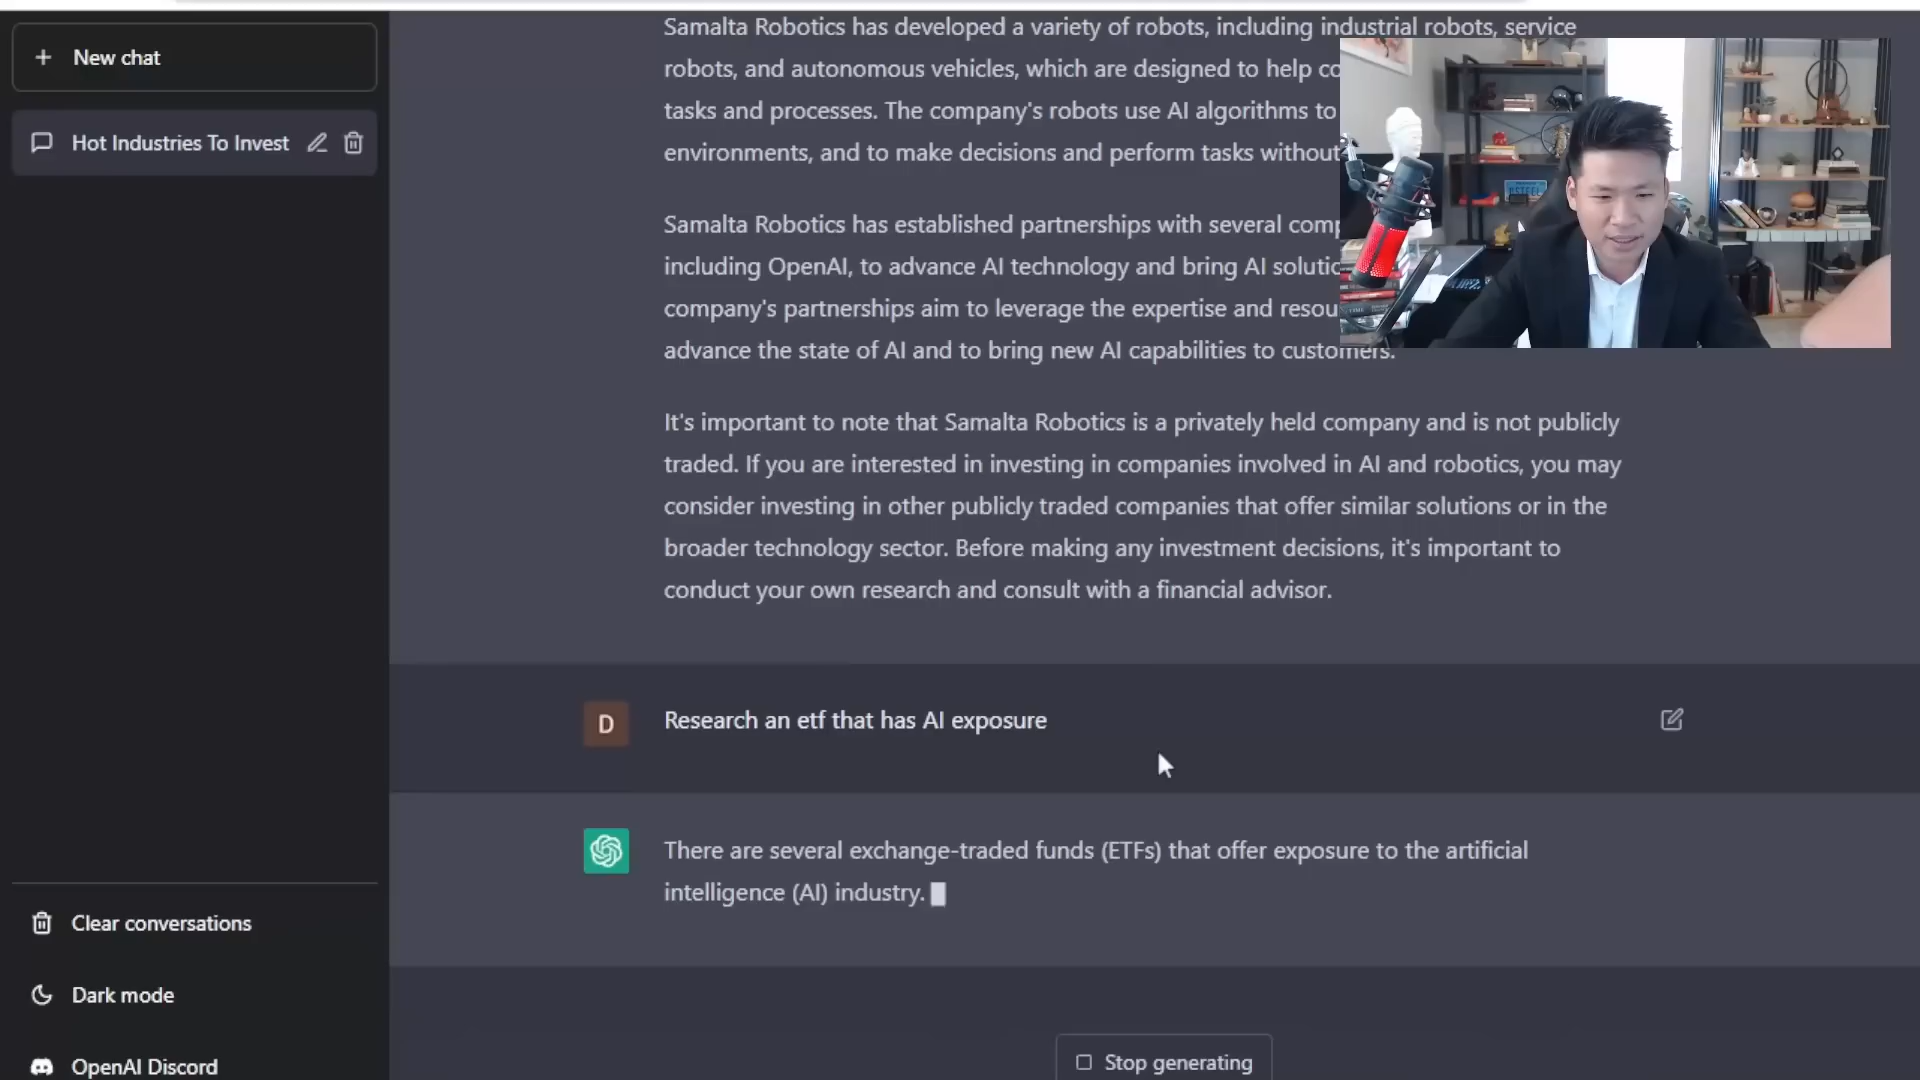 New chat
Hot Industries To Invest
Clear conversations
Dark mode
OpenAI Discord
Samalta Robotics has developed a variety of robots, including industrial robots, service
robots, and autonomous vehicles, which are designed to help
tasks and processes. The company's robots use AI algorithms to
environments, and to make decisions and perform tasks without
Samalta Robotics has established partnerships with several
including OpenAI, to advance AI technology and bring AI
company's partnerships aim to leverage the expertise and
advance the state of AI and to bring new AI capabilities to customers.
It's important to note that Samalta Robotics is a privately held company and is not publicly
traded. If you are interested in investing in companies involved in AI and robotics, you may
consider investing in other publicly traded companies that offer similar solutions or in the
broader technology sector. Before making any investment decisions, it's important to
conduct your own research and consult with a financial advisor.
D
Research an etf that has AI exposure
There are several exchange-traded funds (ETFs) that offer exposure to the artificial
intelligence (AI) industry.
Stop generating